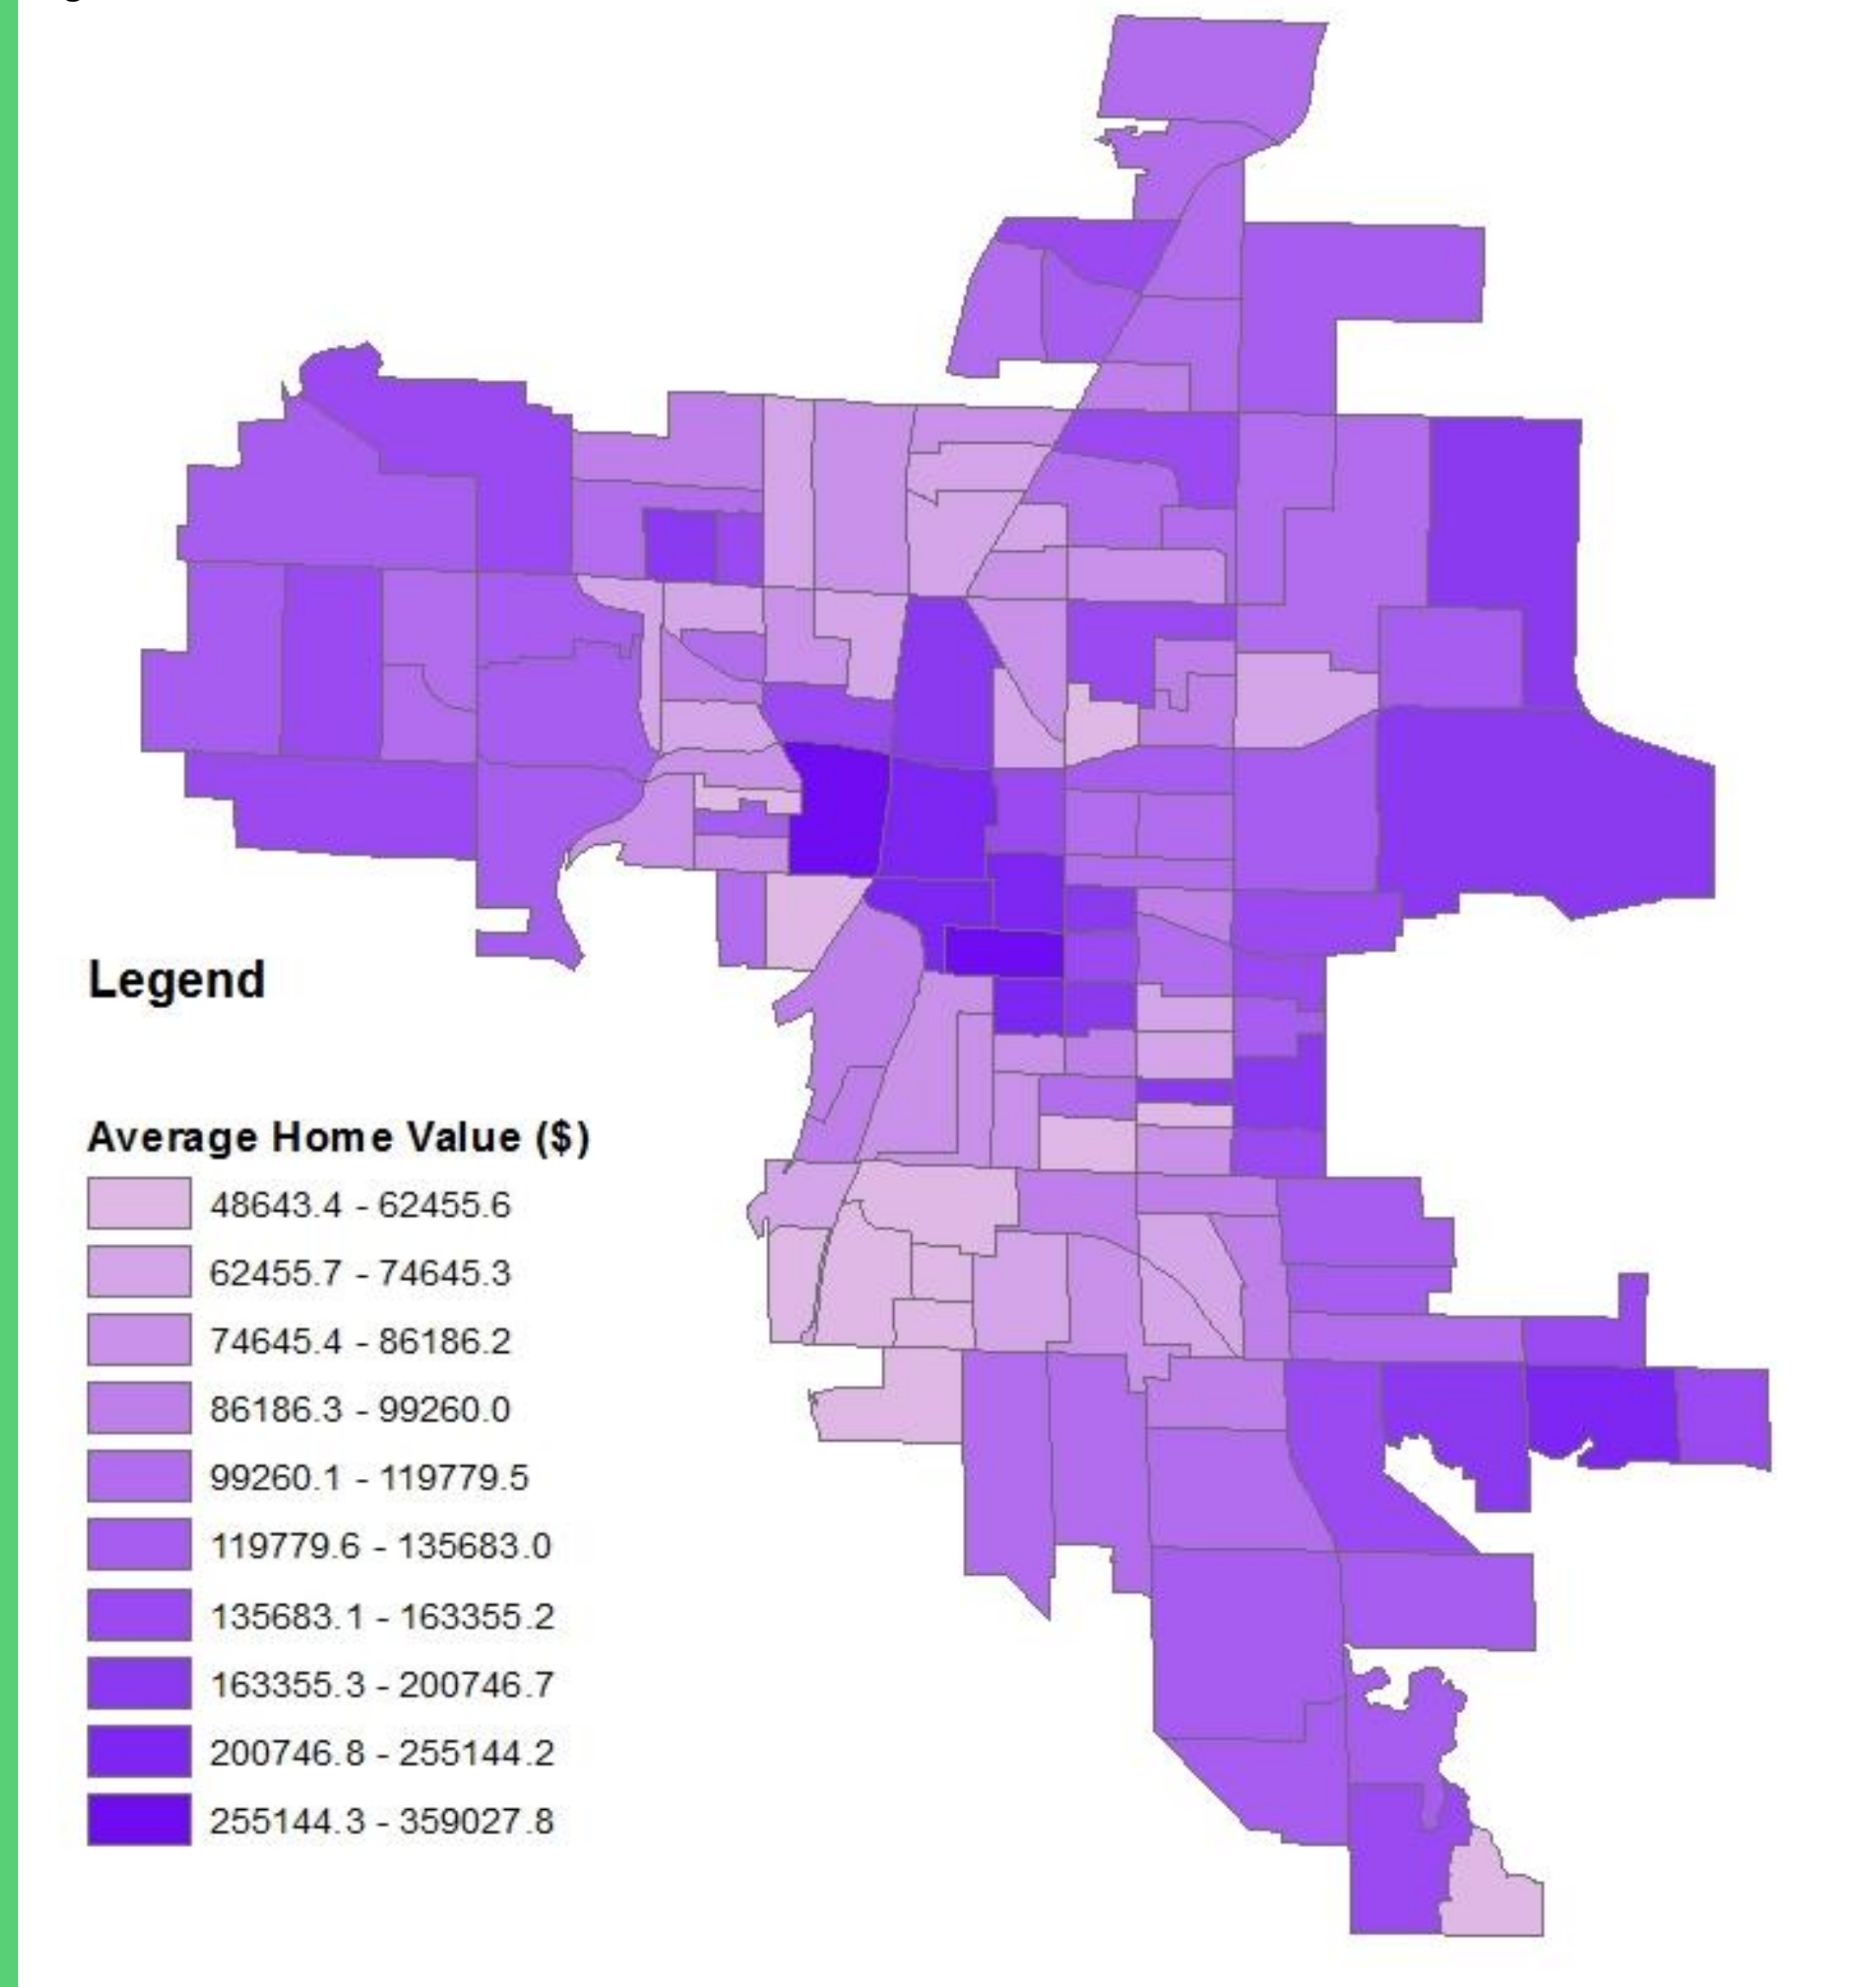 Legend
Average Home Value ($)
48643.4 - 62455.6
62455.7 - 74645.3
74645.4 - 86186.2
86186.3 - 99260.0
99260.1 - 119779.5
119779.6 - 135683.0
135683.1 - 163355.2
163355.3 - 200746.7
200746.8 - 255144.2
255144.3 - 359027.8